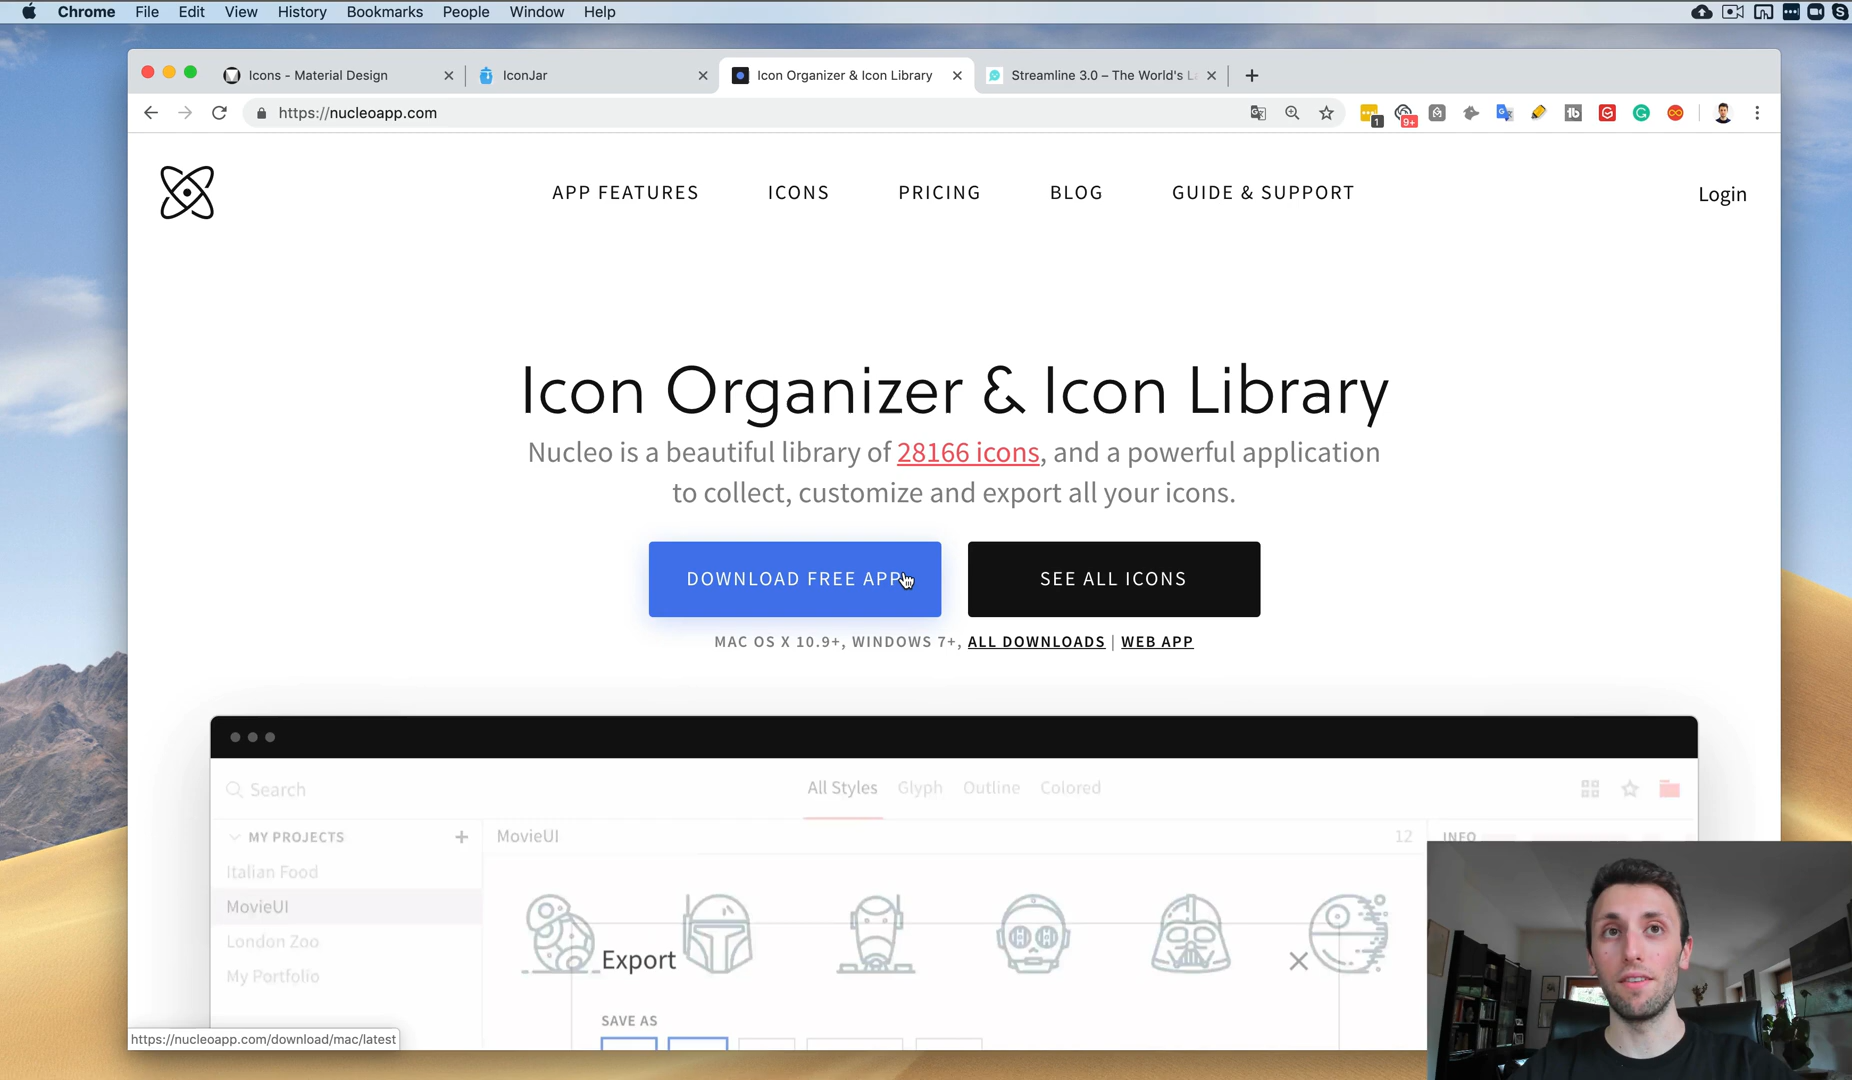 Chrome File Edit View History Bookmarks People Window Help
Icons - Material Design
IconJar
Icon Organizer & Icon Library
Streamline 3.0 – The World's L
https://nucleoapp.com
1
9+
APP FEATURES
ICONS
PRICING
BLOG
GUIDE & SUPPORT
Login
Icon Organizer & Icon Library
Nucleo is a beautiful library of 28166 icons, and a powerful application
to collect, customize and export all your icons.
DOWNLOAD FREE APP
SEE ALL ICONS
MAC OS X 10.9+, WINDOWS 7+, ALL DOWNLOADS | WEB APP
Search
All Styles Glyph Outline Colored
MY PROJECTS
MovieUI
12
INFO
Italian Food
MovieUI
London Zoo
My Portfolio
Export
SAVE AS
https://nucleoapp.com/download/mac/latest